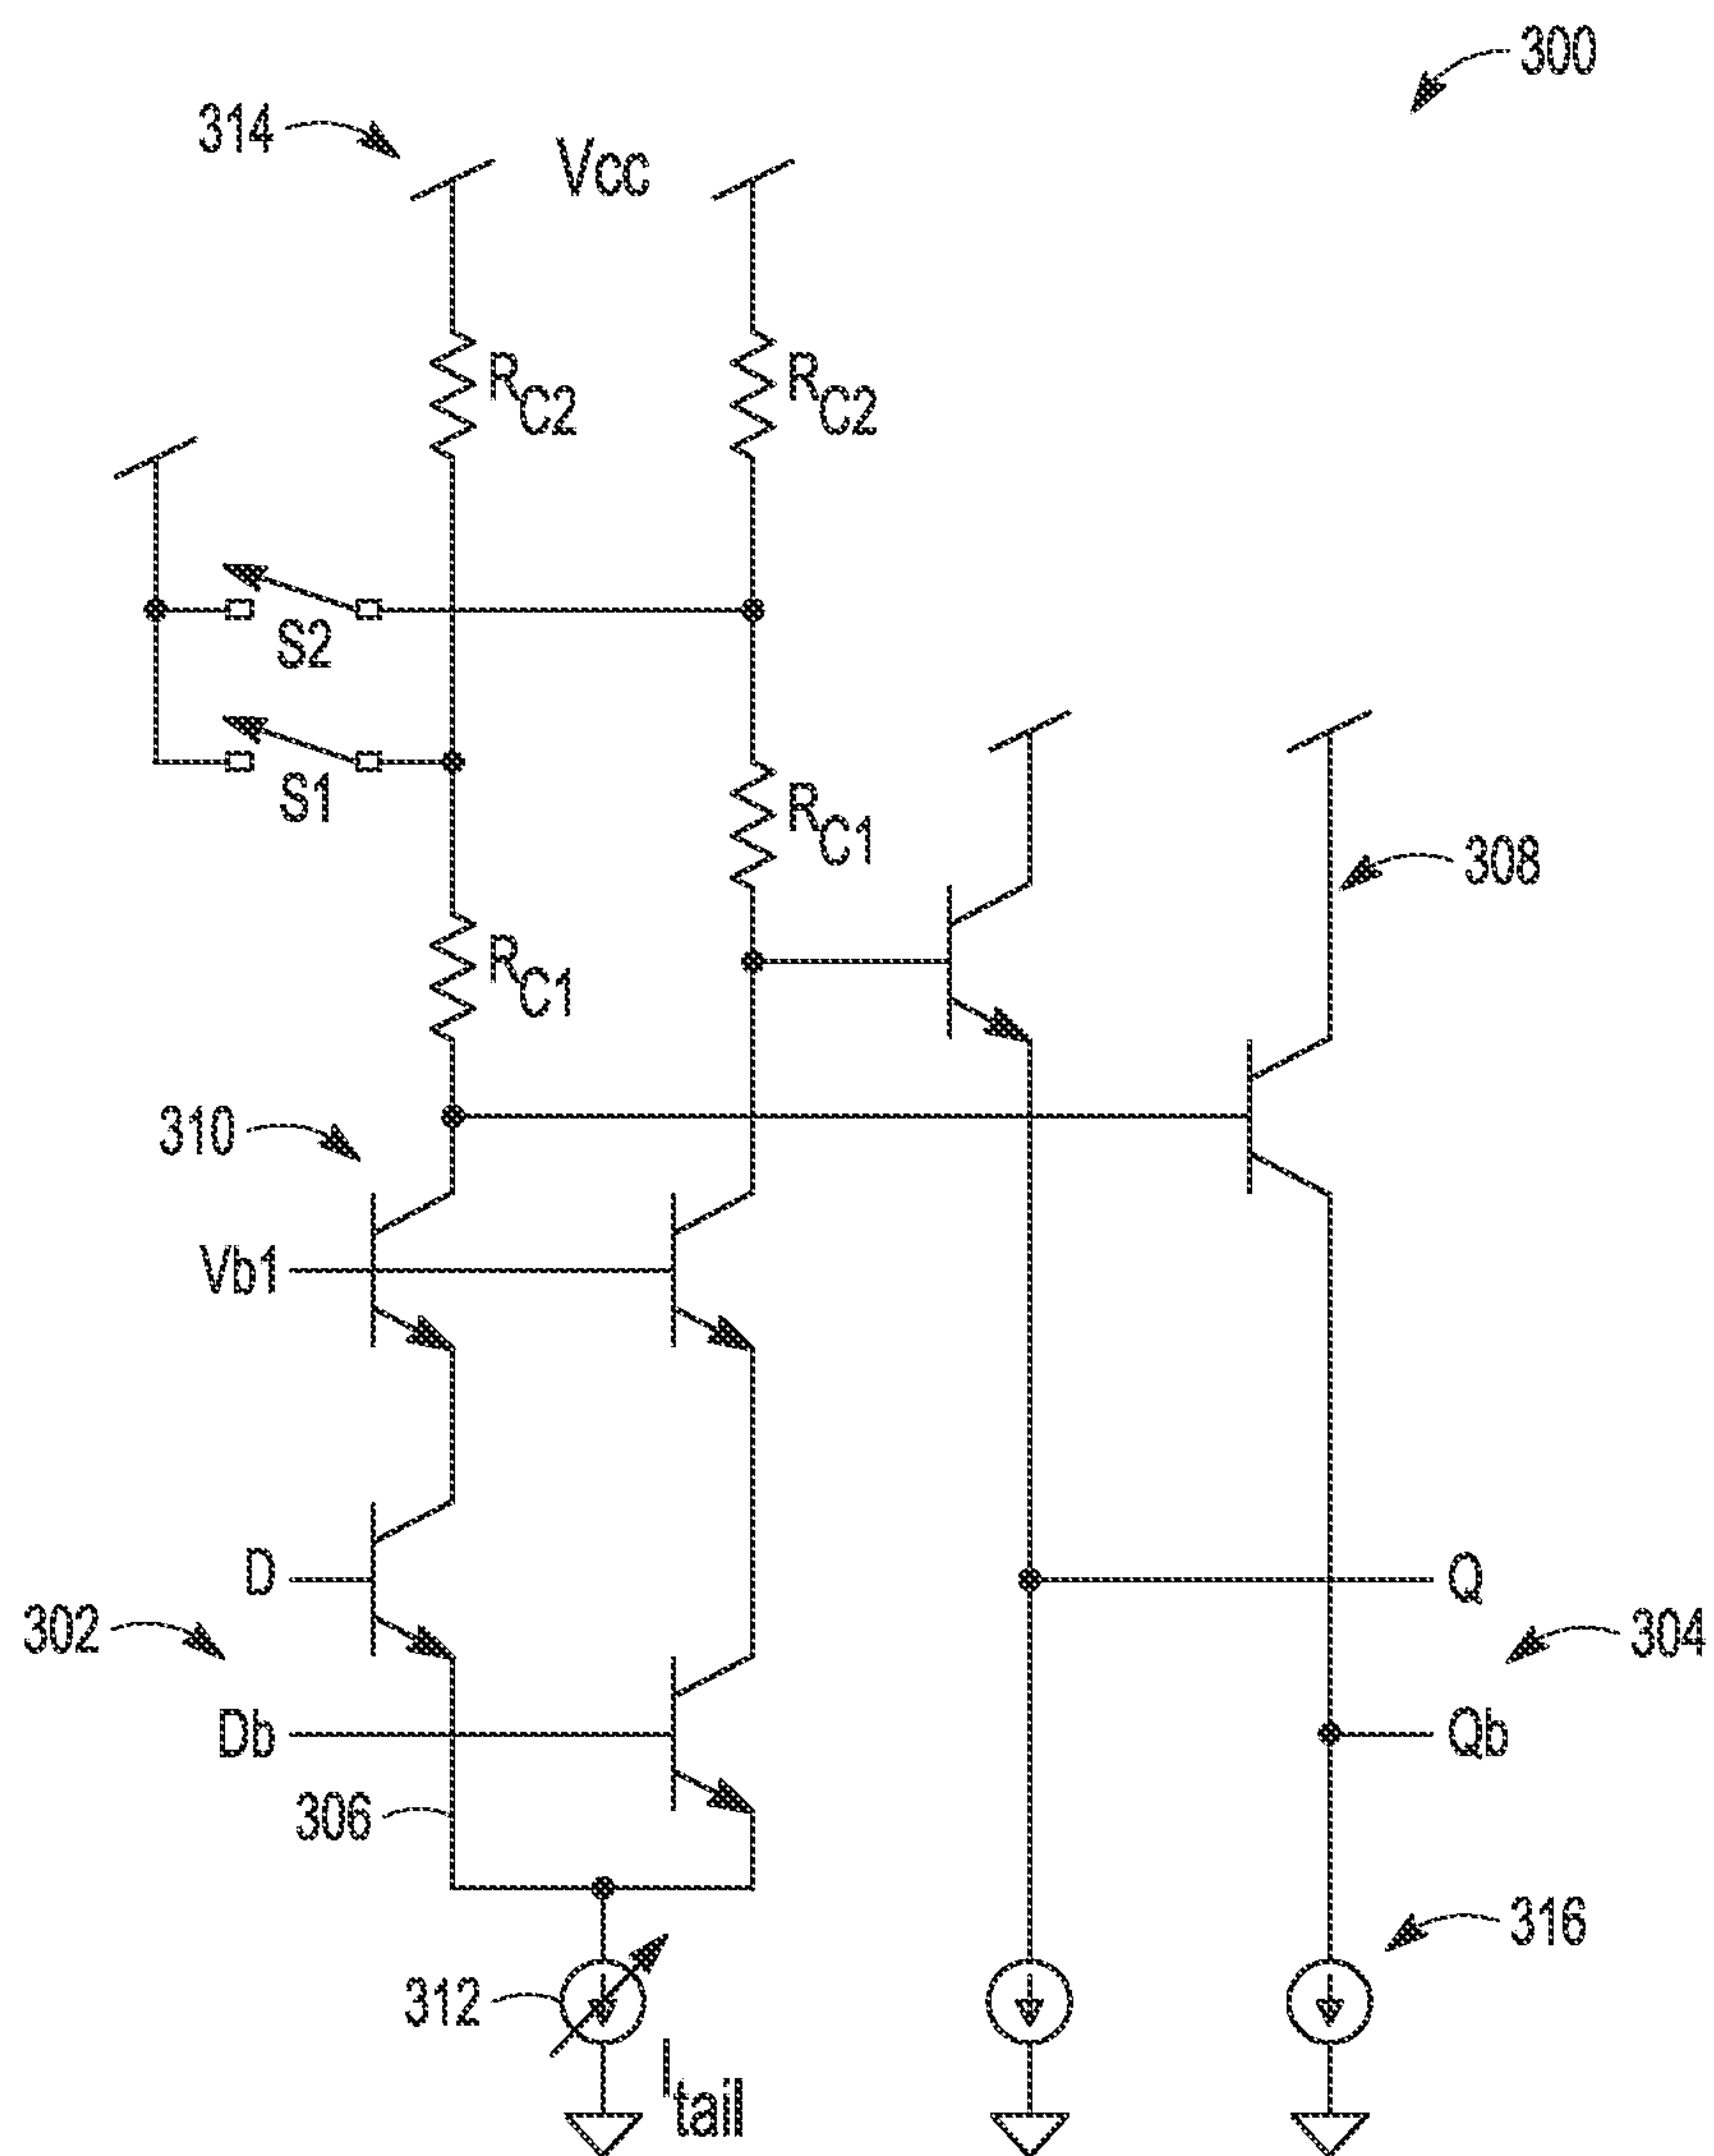 300
314
Vcc
RC2
RC2
S2
S1
RC1
308
RC1
310
Vb1
D
Q
302
304
Db
Qb
306
316
312
Itail